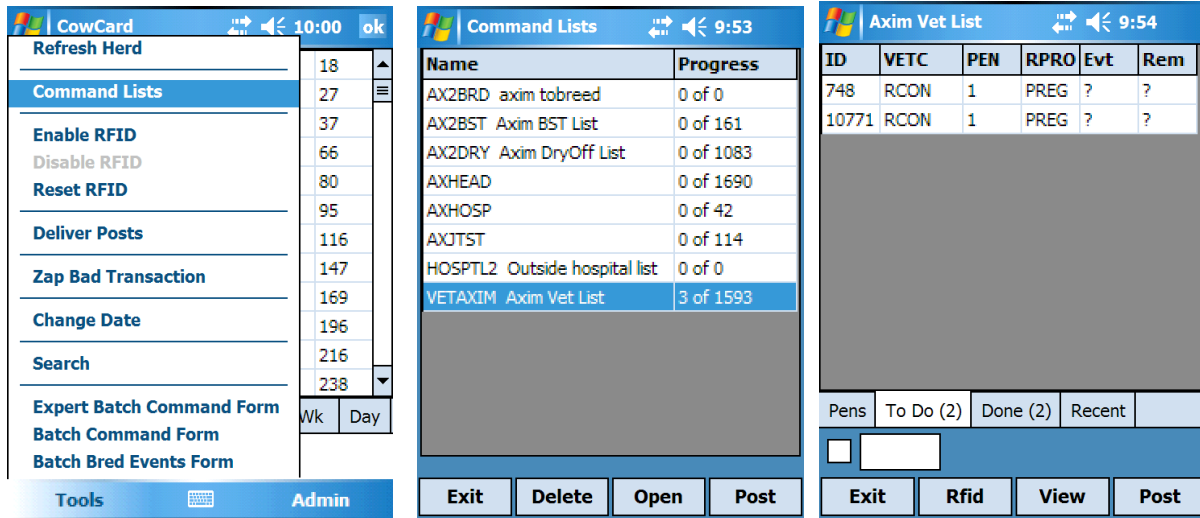 CowCard 10:00 ok
Refresh Herd
Command Lists
Enable RFID
Disable RFID
Reset RFID
Deliver Posts
Zap Bad Transaction
Change Date
Search
Expert Batch Command Form
Batch Command Form
Batch Bred Events Form
18
27
37
66
80
95
116
147
169
196
216
238
Wk Day
Tools Admin
Command Lists 9:53
Name Progress
AX2BRD axim tobreed 0 of 0
AX2BST Axim BST List 0 of 161
AX2DRY Axim DryOff List 0 of 1083
AXHEAD 0 of 1690
AXHOSP 0 of 42
AXJTST 0 of 114
HOSPTL2 Outside hospital list 0 of 0
VETAXIM Axim Vet List 3 of 1593
Exit Delete Open Post
Axim Vet List 9:54
ID VETC PEN RPRO Evt Rem
748 RCON 1 PREG ? ?
10771 RCON 1 PREG ? ?
Pens To Do (2) Done (2) Recent
Exit Rfid View Post